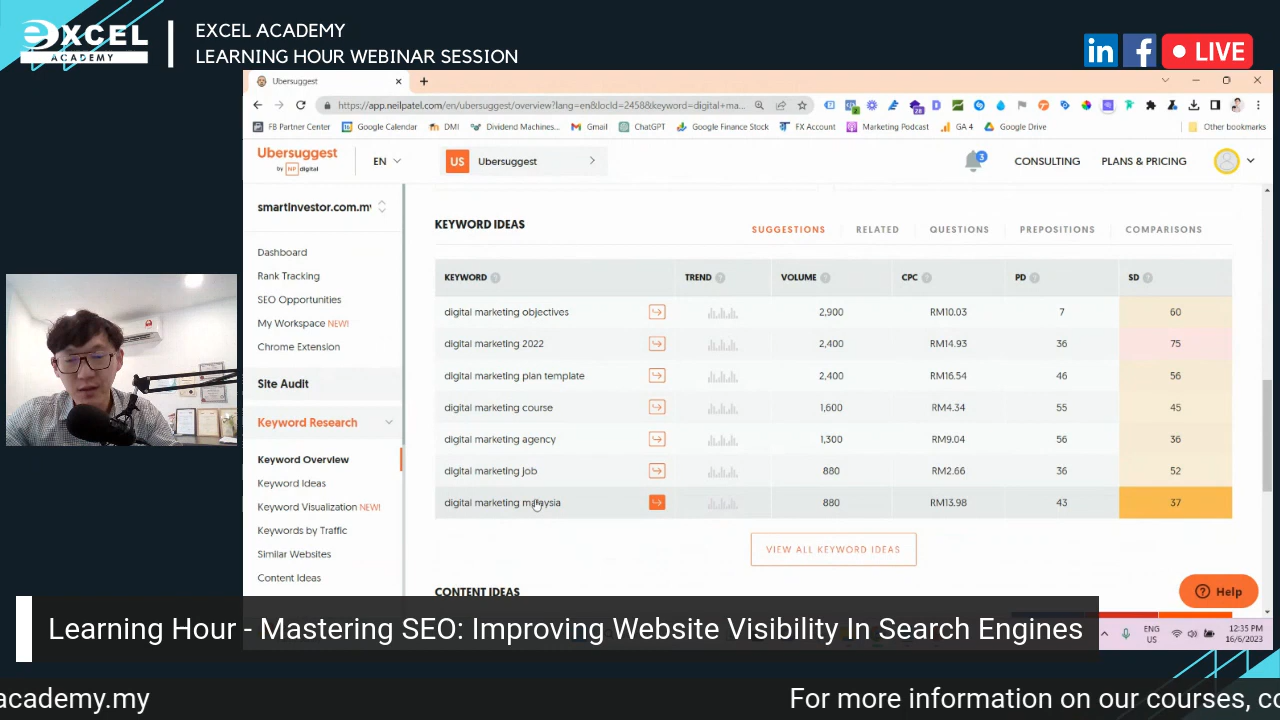 eXCEL
ACADEMY
EXCEL ACADEMY
LEARNING HOUR WEBINAR SESSION
in
f
LIVE
Ubersuggest
https://app.neilpatel.com/en/ubersuggest/overview?lang=en&locId=2458&keyword=digital+ma...
FB Partner Center
Google Calendar
DMI
Dividend Machines...
Gmail
ChatGPT
Google Finance Stock
FX Account
Marketing Podcast
GA 4
Google Drive
Other bookmarks
Ubersuggest
by NP digital
EN
US
Ubersuggest
3
CONSULTING
PLANS & PRICING
smartinvestor.com.my
Dashboard
Rank Tracking
SEO Opportunities
My Workspace NEW!
Chrome Extension
Site Audit
Keyword Research
Keyword Overview
Keyword Ideas
Keyword Visualization NEW!
Keywords by Traffic
Similar Websites
Content Ideas
KEYWORD IDEAS
SUGGESTIONS RELATED QUESTIONS PREPOSITIONS COMPARISONS
KEYWORD TREND VOLUME CPC PD SD
digital marketing objectives 2,900 RM10.03 7 60
digital marketing 2022 2,400 RM14.93 36 75
digital marketing plan template 2,400 RM16.54 46 56
digital marketing course 1,600 RM4.34 55 45
digital marketing agency 1,300 RM9.04 56 36
digital marketing job 880 RM2.66 36 52
digital marketing malaysia 880 RM13.98 43 37
VIEW ALL KEYWORD IDEAS
CONTENT IDEAS
Help
Learning Hour - Mastering SEO: Improving Website Visibility In Search Engines
ENG
US
12:35 PM
16/6/2023
academy.my
For more information on our courses, co